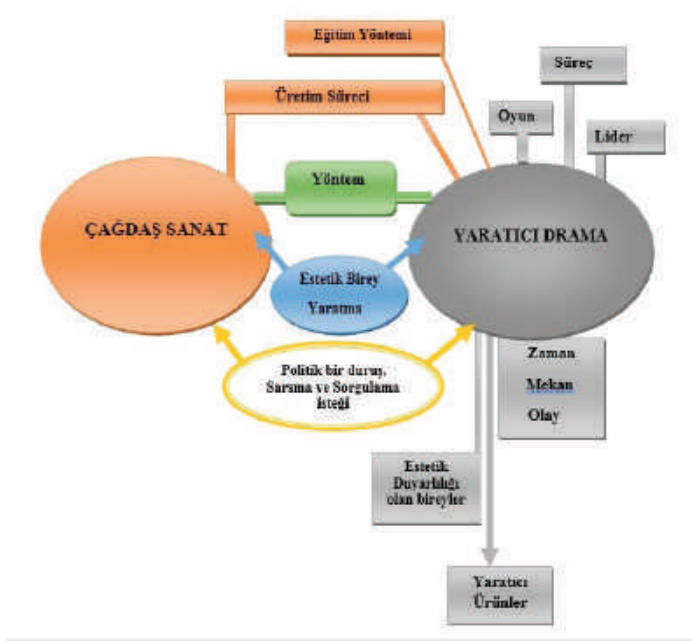 Eğitim Yöntemi
Süreç
Üretim Süreci
Oyun
Lider
Yöntem
ÇAĞDAŞ SANAT
YARATICI DRAMA
Estetik Birey
Yaratma
Politik bir duruş,
Sarsma ve Sorgulama
isteği
Zaman
Mekan
Olay
Estetik
Duyarlılığı
olan bireyler
Yaratıcı
Ürünler